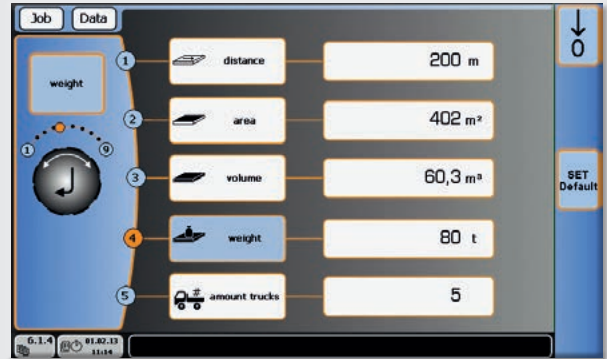 Job Data
0
weight
1 9
1 distance 200 m
2 area 402 m²
3 volume 60,3 m³
SET
Default
4 weight 80 t
5 # amount trucks 5
6.1.4 01.02.13
11:14